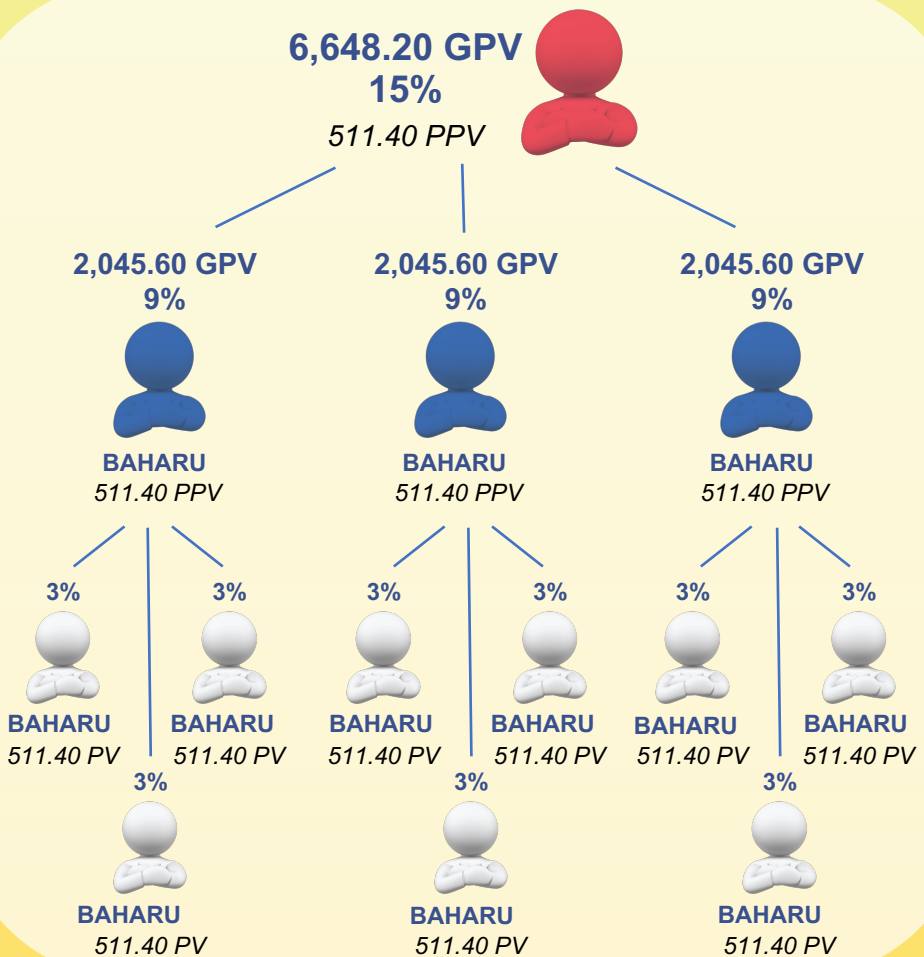 6,648.20 GPV
15%
511.40 PPV
2,045.60 GPV
9%
BAHARU
511.40 PPV
2,045.60 GPV
9%
BAHARU
511.40 PPV
2,045.60 GPV
9%
BAHARU
511.40 PPV
3%
BAHARU
511.40 PV
3%
BAHARU
511.40 PV
3%
BAHARU
511.40 PV
3%
BAHARU
511.40 PV
3%
BAHARU
511.40 PV
3%
BAHARU
511.40 PV
3%
BAHARU
511.40 PV
3%
BAHARU
511.40 PV
3%
BAHARU
511.40 PV